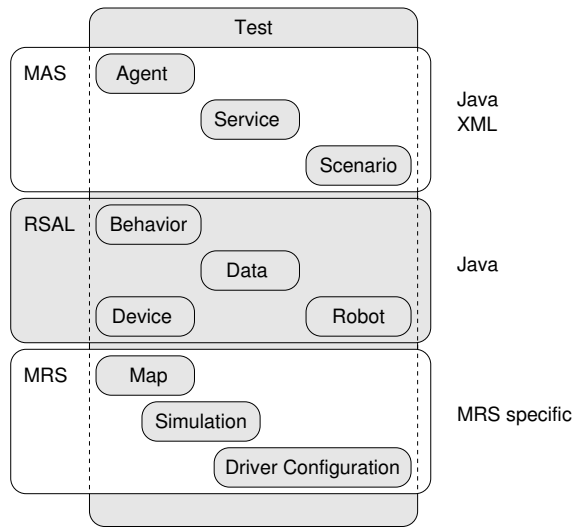 Test
MAS
Agent
Service
Scenario
Java
XML
RSAL
Behavior
Data
Device
Robot
Java
MRS
Map
Simulation
Driver Configuration
MRS specific